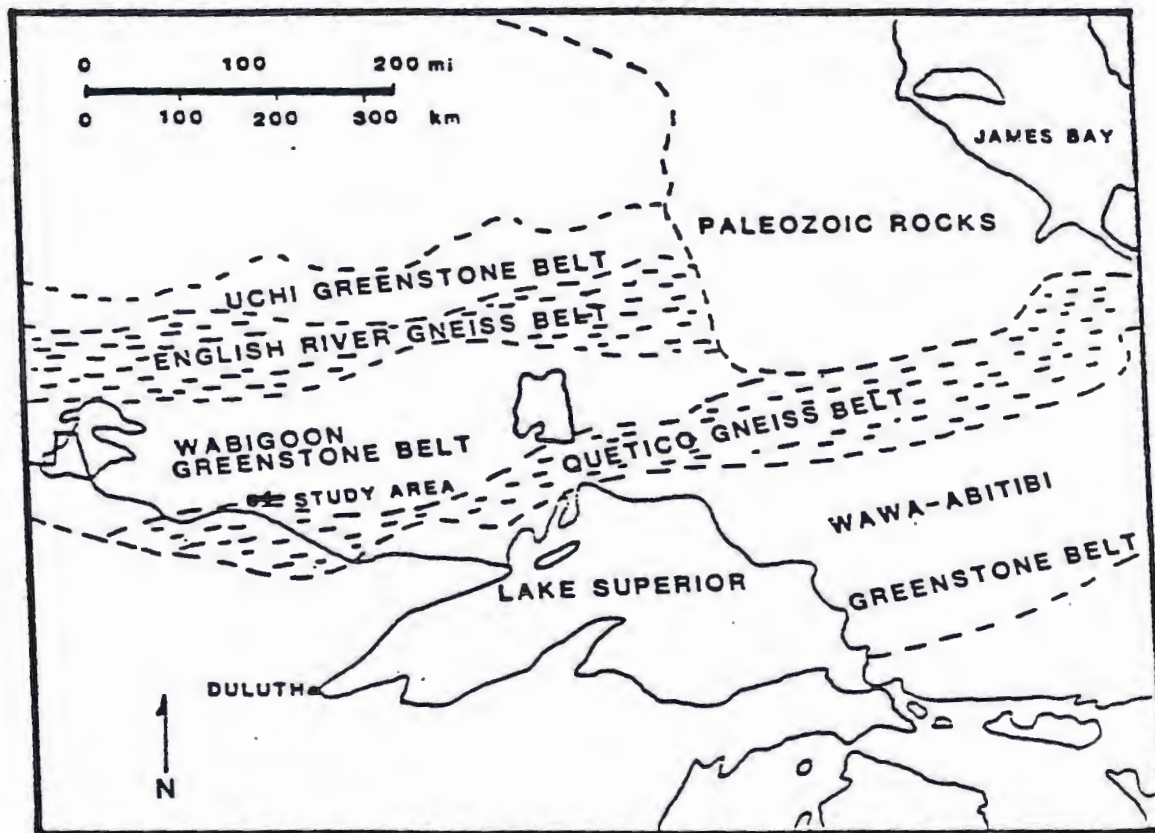 0 100 200 mi
0 100 200 300 km
JAMES BAY
PALEOZOIC ROCKS
UCHI GREENSTONE BELT
ENGLISH RIVER GNEISS BELT
WABIGOON
GREENSTONE BELT
QUETICO GNEISS BELT
STUDY AREA
WAWA-ABITIBI
GREENSTONE BELT
LAKE SUPERIOR
DULUTH
N